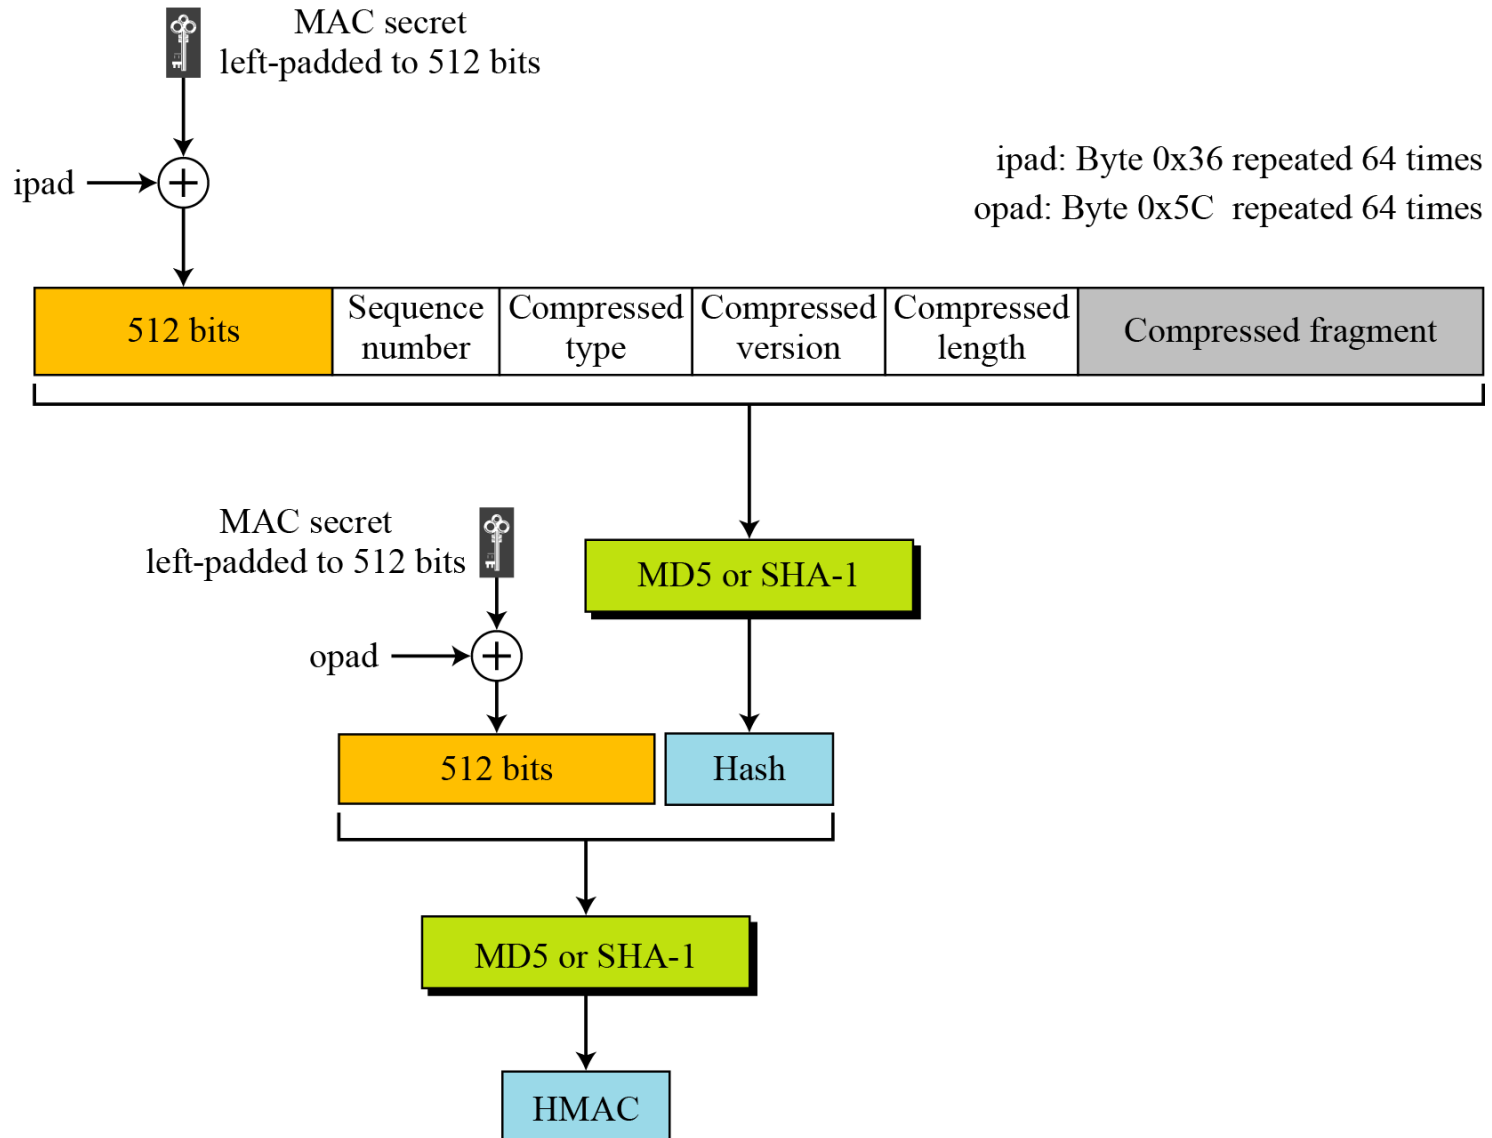 MAC secret
left-padded to 512 bits
ipad
ipad: Byte 0x36 repeated 64 times
opad: Byte 0x5C  repeated 64 times
512 bits
Sequence
number
Compressed
type
Compressed
version
Compressed
length
Compressed fragment
MAC secret
left-padded to 512 bits
MD5 or SHA-1
opad
512 bits
Hash
MD5 or SHA-1
HMAC